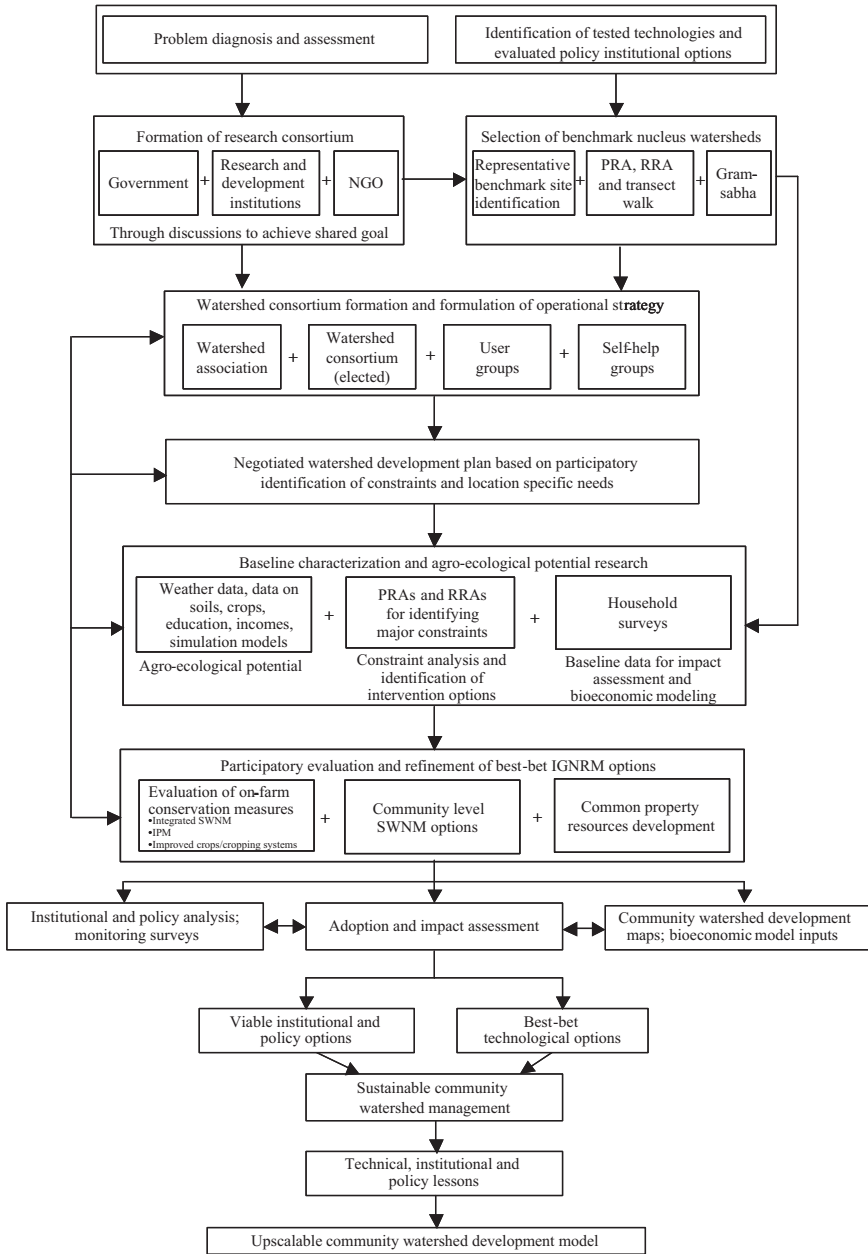 Problem diagnosis and assessment
Identification of tested technologies and
evaluated policy institutional options
Formation of research consortium
Government
+
Research and
development
institutions
+
NGO
Through discussions to achieve shared goal
Selection of benchmark nucleus watersheds
Representative
benchmark site
identification
+
PRA, RRA
and transect
walk
+
Gram-
sabha
Watershed consortium formation and formulation of operational strategy
Watershed
association
+
Watershed
consortium
(elected)
+
User
groups
+
Self-help
groups
Negotiated watershed development plan based on participatory
identification of constraints and location specific needs
Baseline characterization and agro-ecological potential research
Weather data, data on
soils, crops,
education, incomes,
simulation models
Agro-ecological potential
+
PRAs and RRAs
for identifying
major constraints
Constraint analysis and
identification of
intervention options
+
Household
surveys
Baseline data for impact
assessment and
bioeconomic modeling
Participatory evaluation and refinement of best-bet IGNRM options
Evaluation of on-farm
conservation measures
•Integrated SWNM
•IPM
•Improved crops/cropping systems
+
Community level
SWNM options
+
Common property
resources development
Institutional and policy analysis;
monitoring surveys
Adoption and impact assessment
Community watershed development
maps; bioeconomic model inputs
Viable institutional and
policy options
Best-bet
technological options
Sustainable community
watershed management
Technical, institutional and
policy lessons
Upscalable community watershed development model